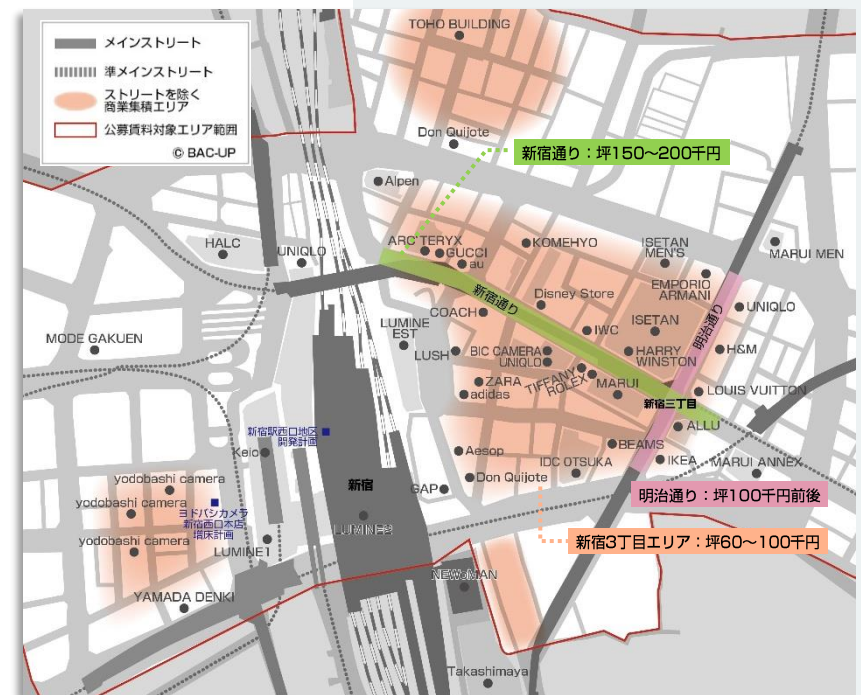 メインストリート
準メインストリート
ストリートを除く
商業集積エリア
公募賃料対象エリア範囲
© BAC-UP
TOHO BUILDING
Don Quijote
新宿通り：坪150～200千円
Alpen
HALC
UNIQLO
ARC'TERYX
GUCCI
au
KOMEHYO
ISETAN
MEN'S
MARUI MEN
EMPORIO
ARMANI
Disney Store
新宿通り
明治通り
UNIQLO
COACH
LUMINE
EST
IWC
ISETAN
MODE GAKUEN
LUSH
BIC CAMERA
UNIQLO
HARRY
WINSTON
H&M
ZARA
adidas
TIFFANY
ROLEX
MARUI
LOUIS VUITTON
新宿三丁目
ALLU
新宿駅西口地区
開発計画
Keio
BEAMS
Aesop
IDC OTSUKA
IKEA
MARUI ANNEX
新宿
GAP
Don Quijote
yodobashi camera
yodobashi camera
ヨドバシカメラ
新宿西口本店
増床計画
明治通り：坪100千円前後
LUMINE2
yodobashi camera
LUMINE1
新宿3丁目エリア：坪60～100千円
NEWoMAN
YAMADA DENKI
Takashimaya